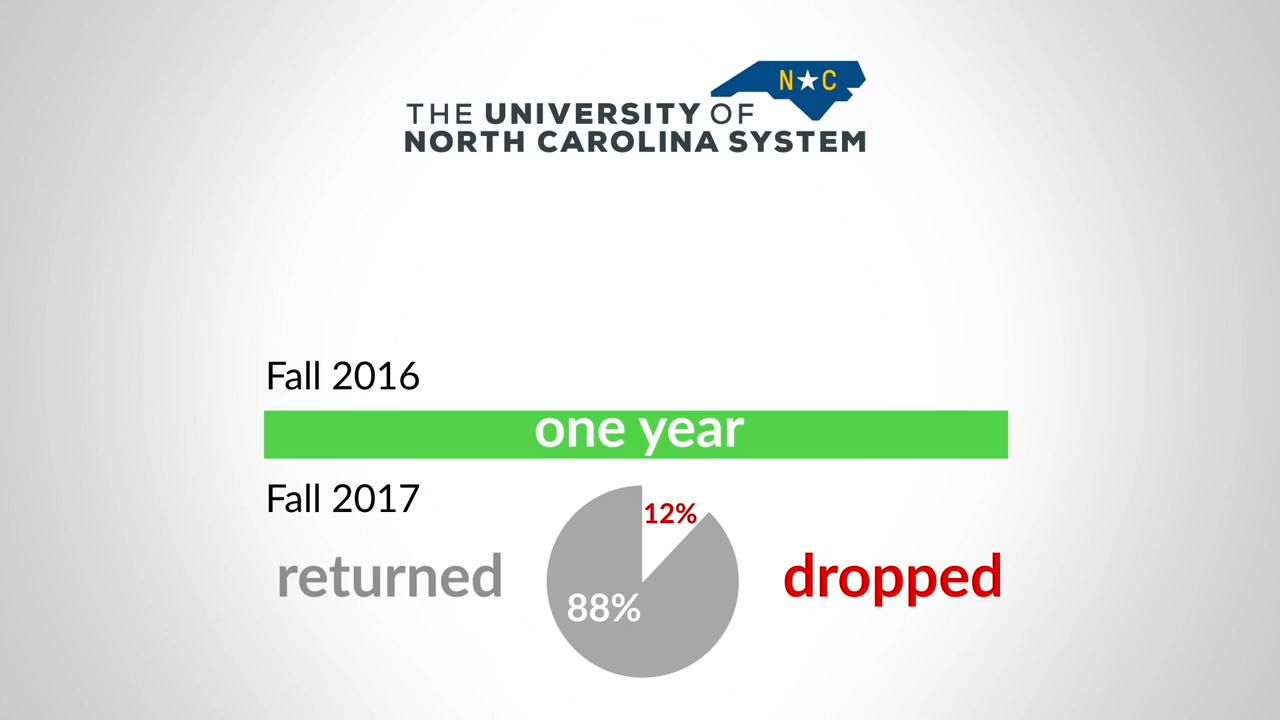 N C
THE UNIVERSITY OF
NORTH CAROLINA SYSTEM
Fall 2016
one year
Fall 2017
12%
returned
dropped
88%